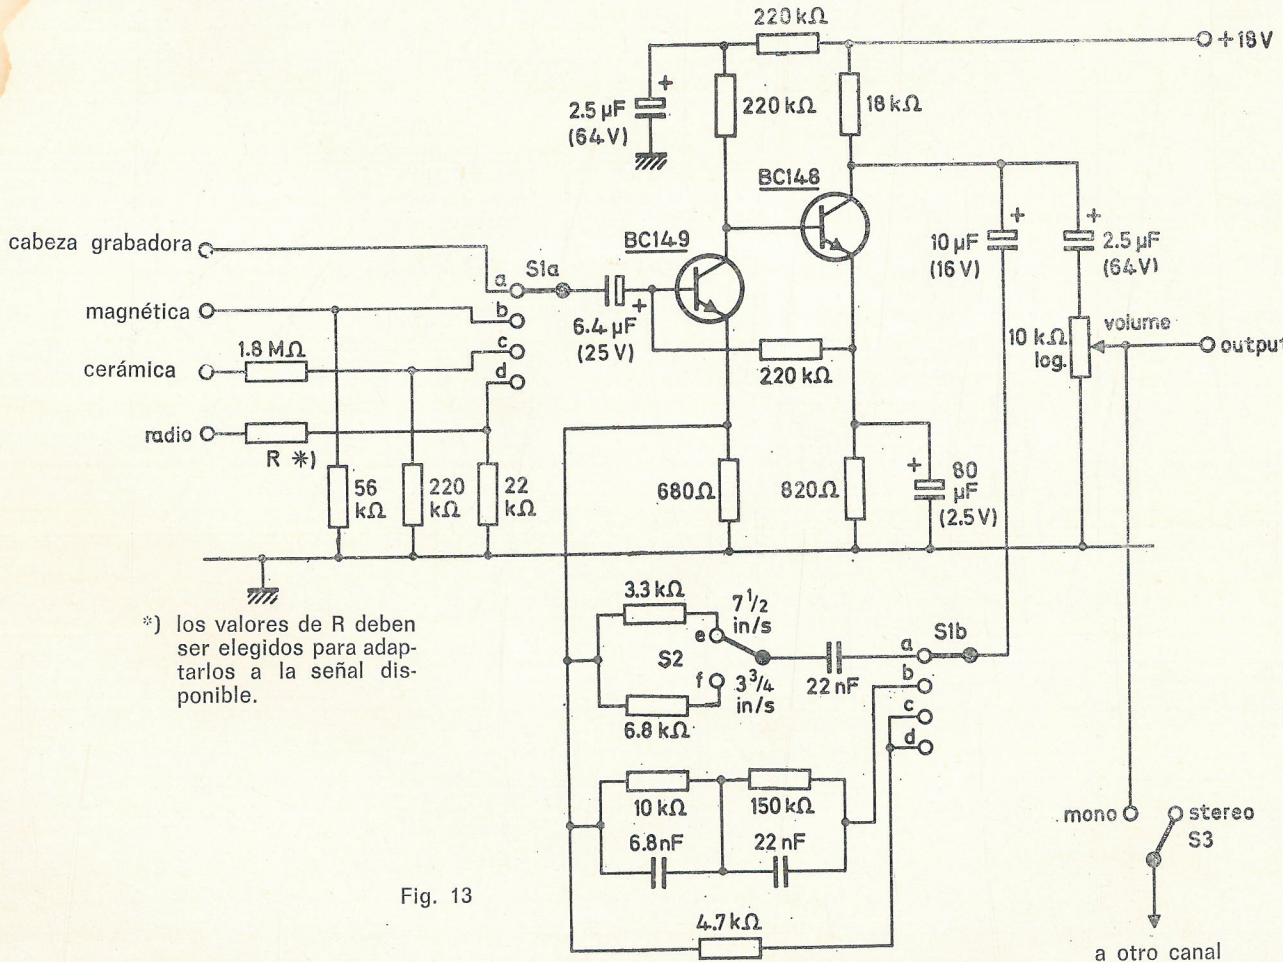 220 kΩ
+18V
2.5 µF
(64V)
220 kΩ
18 kΩ
BC148
cabeza grabadora
a
S1a
BC149
10 µF
(16 V)
2.5 µF
(64V)
magnética
b
6.4 µF
(25 V)
volume
10 kΩ
log.
output
1.8 MΩ
c
cerámica
220 kΩ
d
radio
R *)
56
kΩ
220
kΩ
22
kΩ
680Ω
820Ω
80
µF
(2.5 V)
*) los valores de R deben
ser elegidos para adap-
tarlos a la señal dis-
ponible.
3.3 kΩ
7 1/2
in/s
e
S2
f
3 3/4
in/s
6.8 kΩ
22 nF
a
S1b
b
c
d
10 kΩ
150 kΩ
6.8 nF
22 nF
mono
stereo
S3
Fig. 13
4.7 kΩ
a otro canal